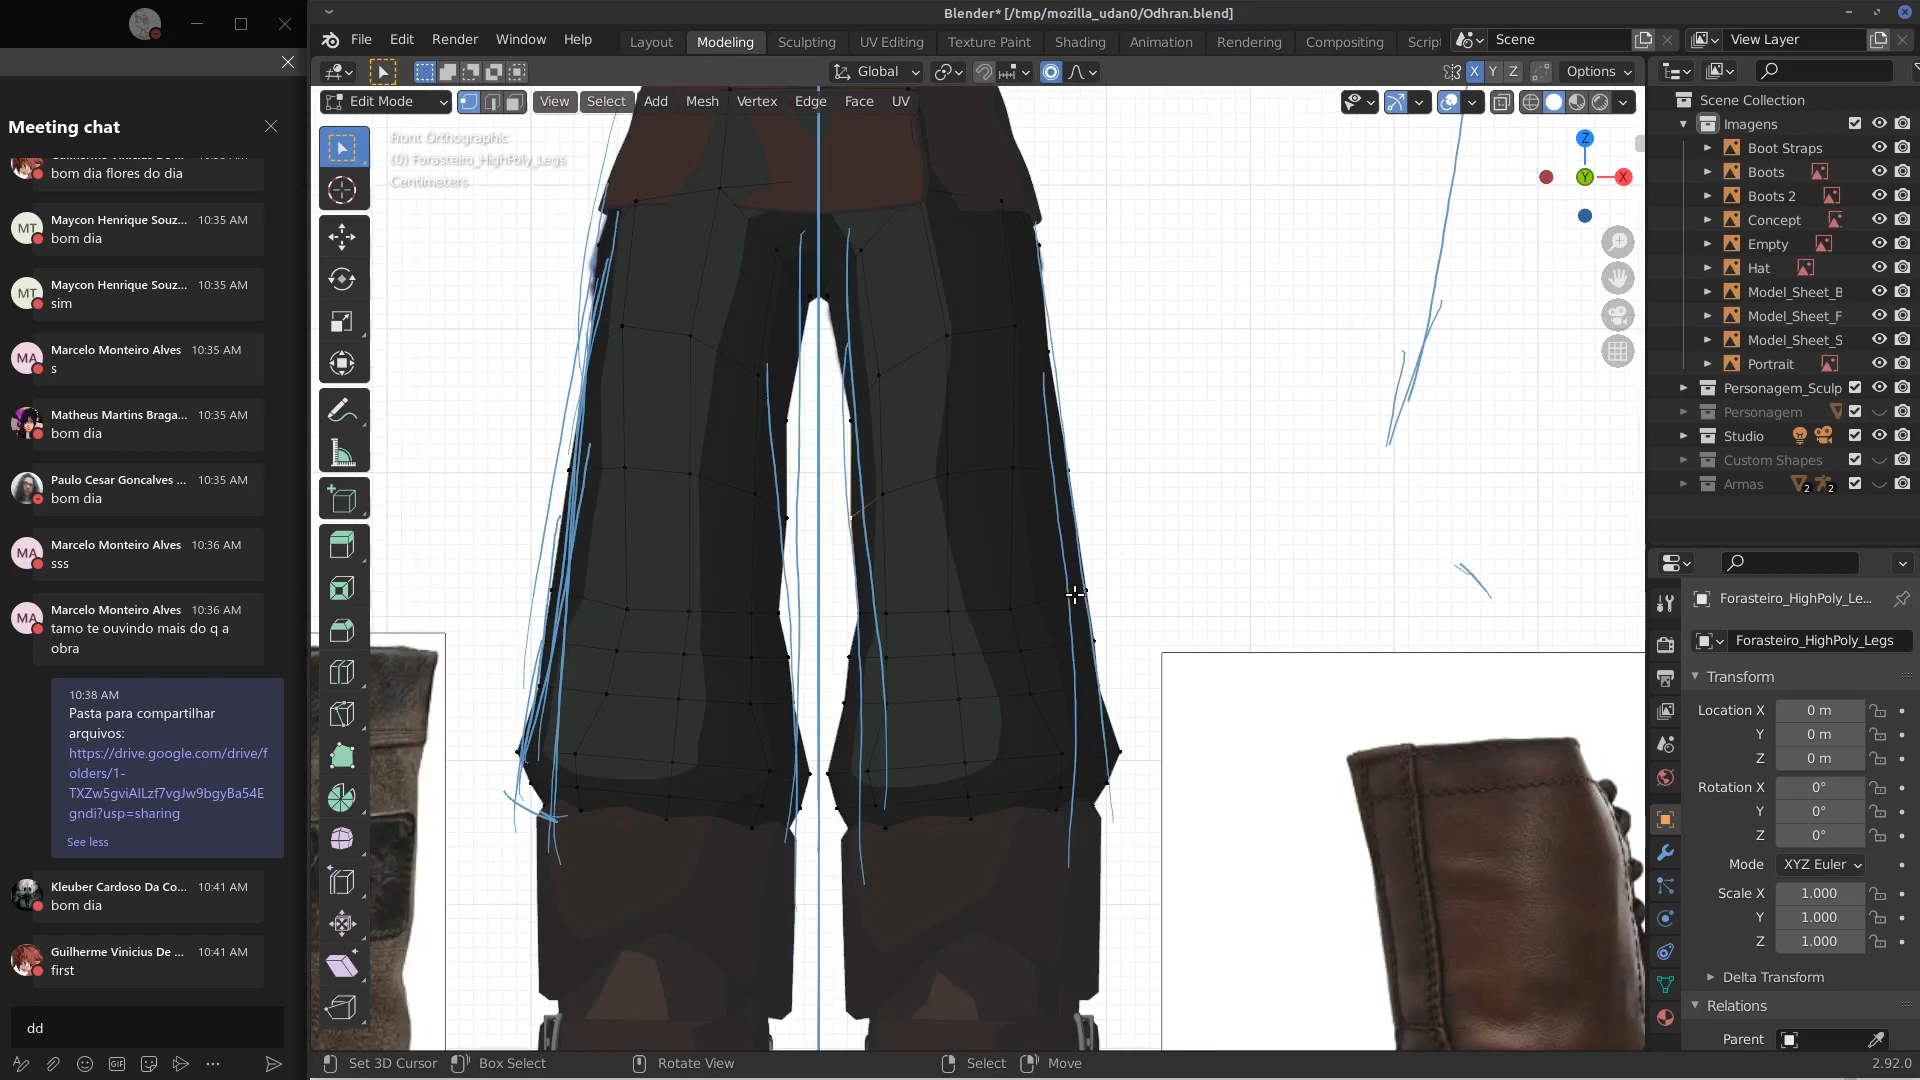 Blender* [/tmp/mozilla_udan0/Odhran.blend]
File Edit Render Window Help
Layout Modeling Sculpting UV Editing Texture Paint Shading Animation Rendering Compositing Script
Scene
View Layer
Global
X Y Z
Options
Edit Mode
View Select Add Mesh Vertex Edge Face UV
Front Orthographic
(0) Forasteiro_HighPoly_Legs
Centimeters
Z
Y
X
Meeting chat
bom dia flores do dia
MT
Maycon Henrique Souz... 10:35 AM
bom dia
MT
Maycon Henrique Souz... 10:35 AM
sim
MA
Marcelo Monteiro Alves 10:35 AM
s
Matheus Martins Braga... 10:35 AM
bom dia
Paulo Cesar Goncalves ... 10:35 AM
bom dia
MA
Marcelo Monteiro Alves 10:36 AM
sss
MA
Marcelo Monteiro Alves 10:36 AM
tamo te ouvindo mais do q a
obra
10:38 AM
Pasta para compartilhar
arquivos:
https://drive.google.com/drive/f
olders/1-
TXZw5gviAlLzf7vgJw9bgyBa54E
gndi?usp=sharing
See less
Kleuber Cardoso Da Co... 10:41 AM
bom dia
Guilherme Vinicius De ... 10:41 AM
first
dd
GIF
Scene Collection
Imagens
Boot Straps
Boots
Boots 2
Concept
Empty
Hat
Model_Sheet_B
Model_Sheet_F
Model_Sheet_S
Portrait
Personagem_Sculp
Personagem
Studio
Custom Shapes
Armas 2 2
Forasteiro_HighPoly_Le...
Forasteiro_HighPoly_Legs
Transform
Location X 0 m
Y 0 m
Z 0 m
Rotation X 0°
Y 0°
Z 0°
Mode XYZ Euler
Scale X 1.000
Y 1.000
Z 1.000
Delta Transform
Relations
Parent
Set 3D Cursor Box Select Rotate View Select Move
2.92.0